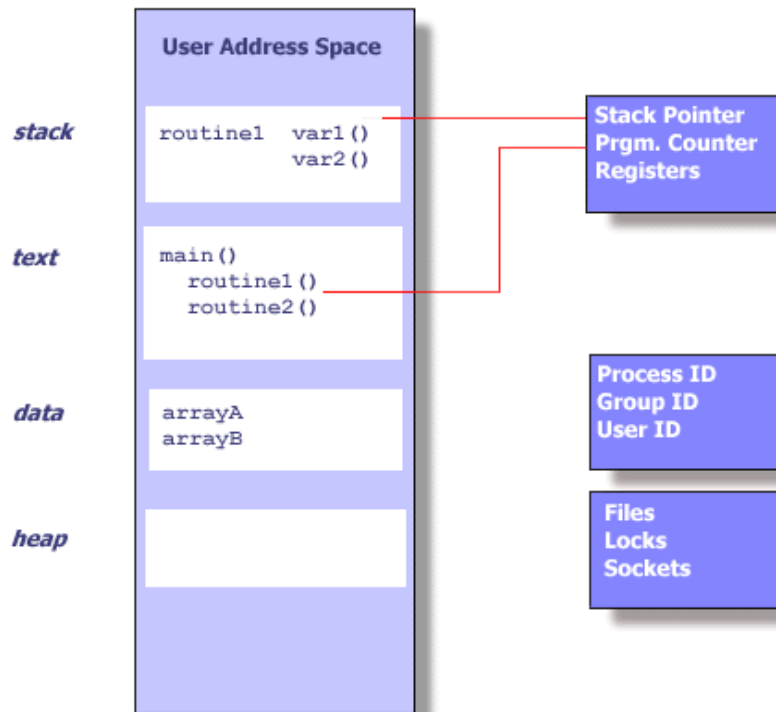 User Address Space
stack
routine1 var1()
var2()
text
main()
routine1()
routine2()
data
arrayA
arrayB
heap
Stack Pointer
Prgm. Counter
Registers
Process ID
Group ID
User ID
Files
Locks
Sockets